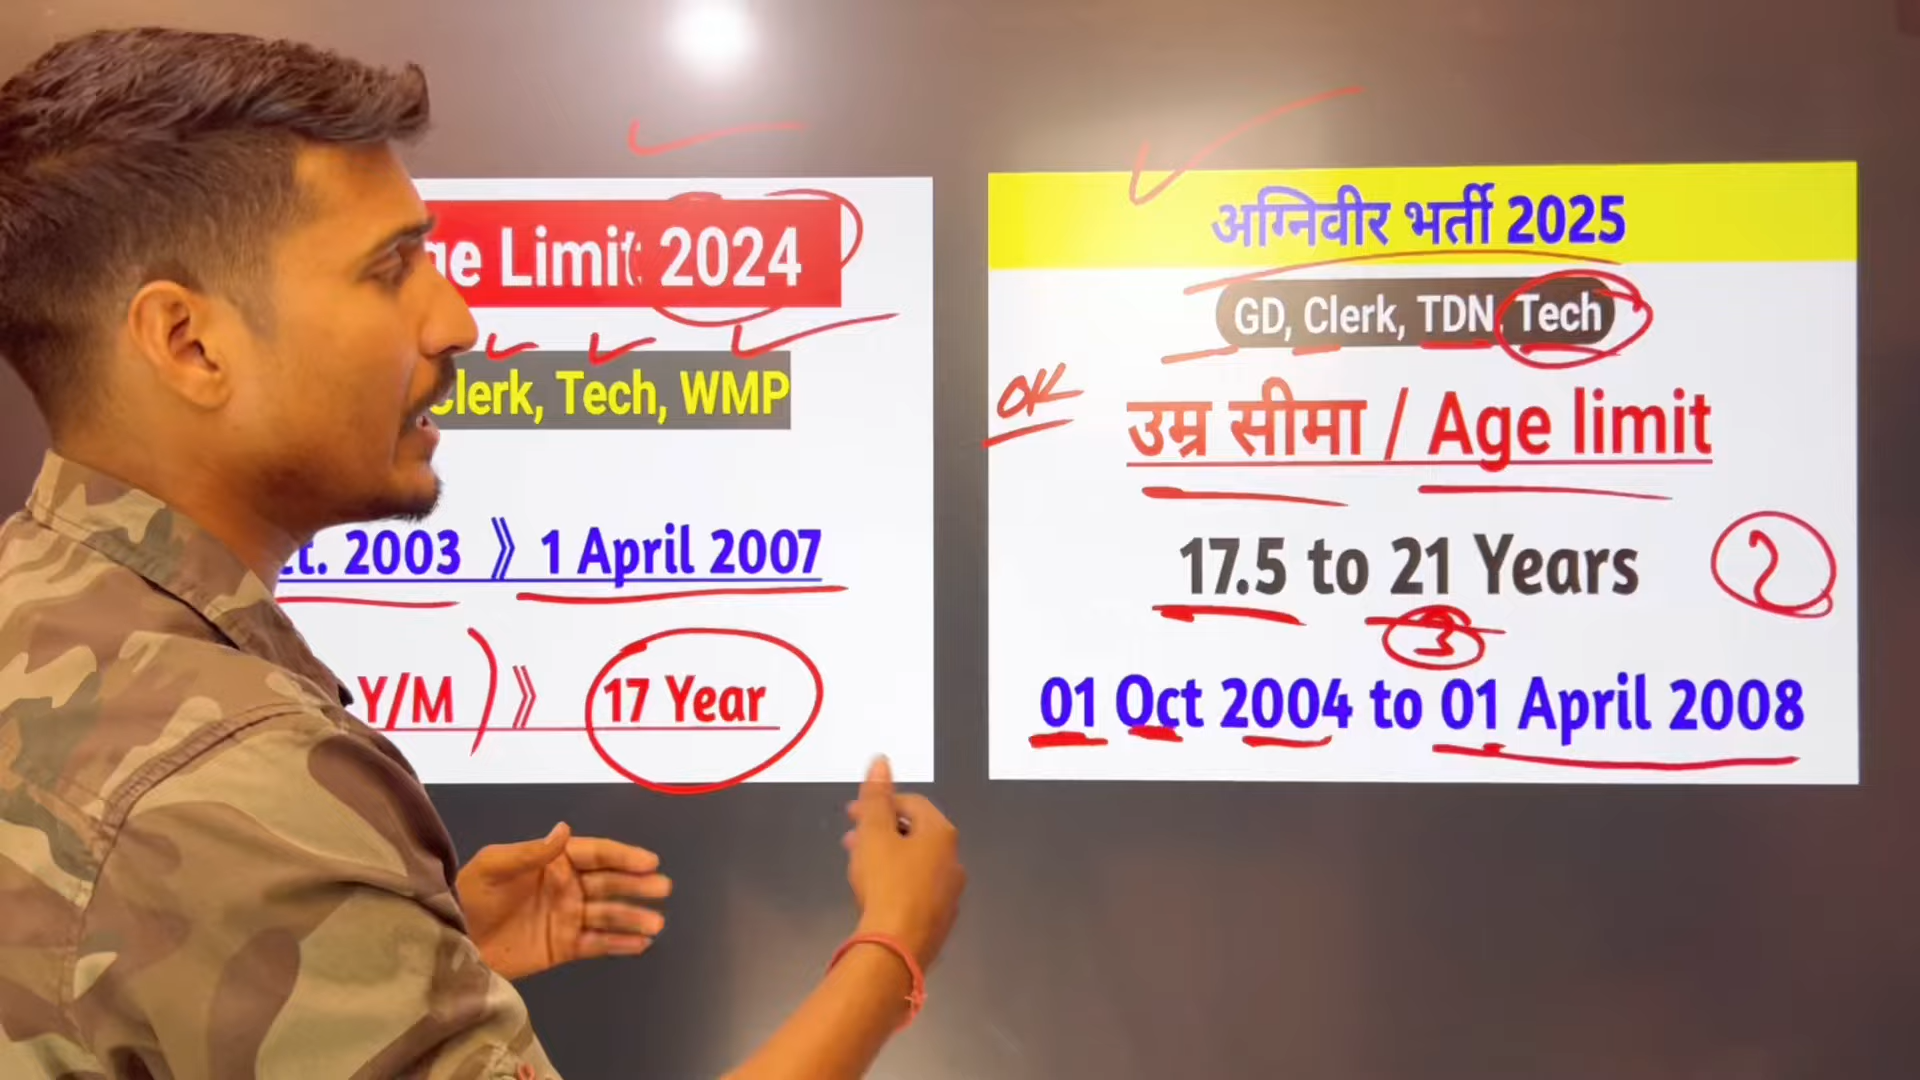 Limit 2024
Clerk, Tech, WMP
2003 》 1 April 2007
Y/M ) 》 17 Year
अग्निवीर भर्ती 2025
GD, Clerk, TDN, Tech
OK
उम्र सीमा / Age limit
17.5 to 21 Years
2
3
01 Oct 2004 to 01 April 2008